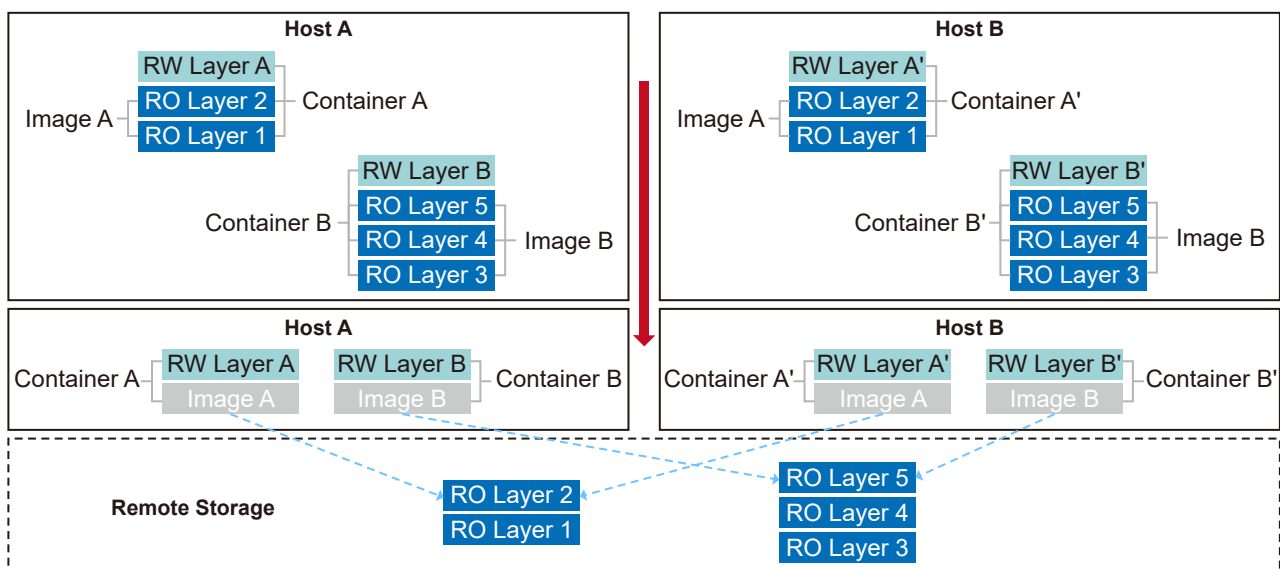 Host A
RW Layer A
RO Layer 2
RO Layer 1
Image A
Container A
RW Layer B
RO Layer 5
RO Layer 4
RO Layer 3
Container B
Image B
Host B
RW Layer A'
RO Layer 2
RO Layer 1
Image A
Container A'
RW Layer B'
RO Layer 5
RO Layer 4
RO Layer 3
Container B'
Image B
Host A
Container A
RW Layer A
Image A
RW Layer B
Image B
Container B
Host B
Container A'
RW Layer A'
Image A
RW Layer B'
Image B
Container B'
Remote Storage
RO Layer 2
RO Layer 1
RO Layer 5
RO Layer 4
RO Layer 3